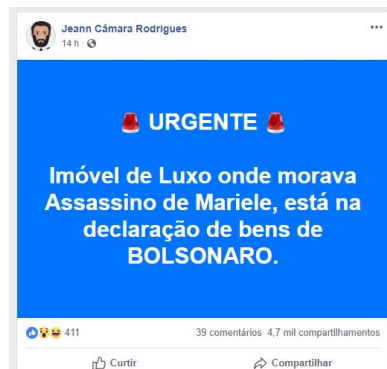 Jeann Câmara Rodrigues
14 h ·
URGENTE
Imóvel de Luxo onde morava
Assassino de Mariele, está na
declaração de bens de
BOLSONARO.
411
39 comentários 4,7 mil compartilhamentos
Curtir
Compartilhar